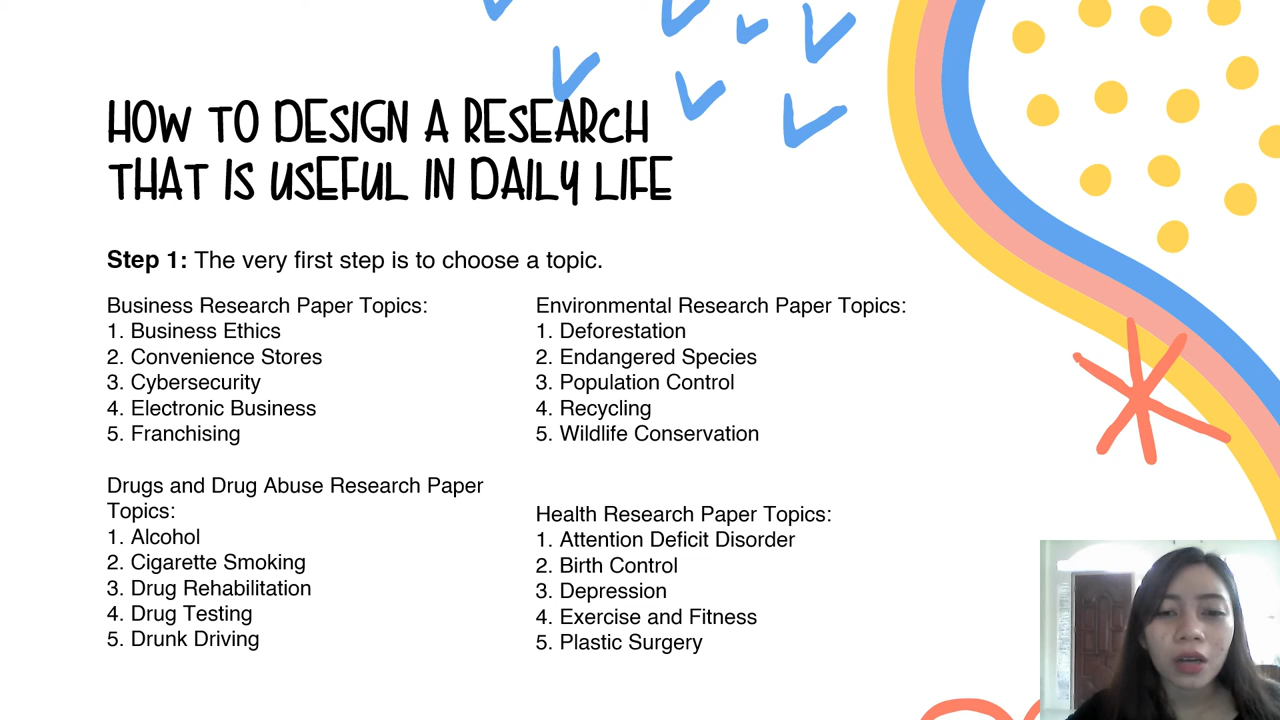 HOW TO DESIGN A RESEARCH
THAT IS USEFUL IN DAILY LIFE
Step 1: The very first step is to choose a topic.
Business Research Paper Topics:
1. Business Ethics
2. Convenience Stores
3. Cybersecurity
4. Electronic Business
5. Franchising
Drugs and Drug Abuse Research Paper
Topics:
1. Alcohol
2. Cigarette Smoking
3. Drug Rehabilitation
4. Drug Testing
5. Drunk Driving
Environmental Research Paper Topics:
1. Deforestation
2. Endangered Species
3. Population Control
4. Recycling
5. Wildlife Conservation
Health Research Paper Topics:
1. Attention Deficit Disorder
2. Birth Control
3. Depression
4. Exercise and Fitness
5. Plastic Surgery